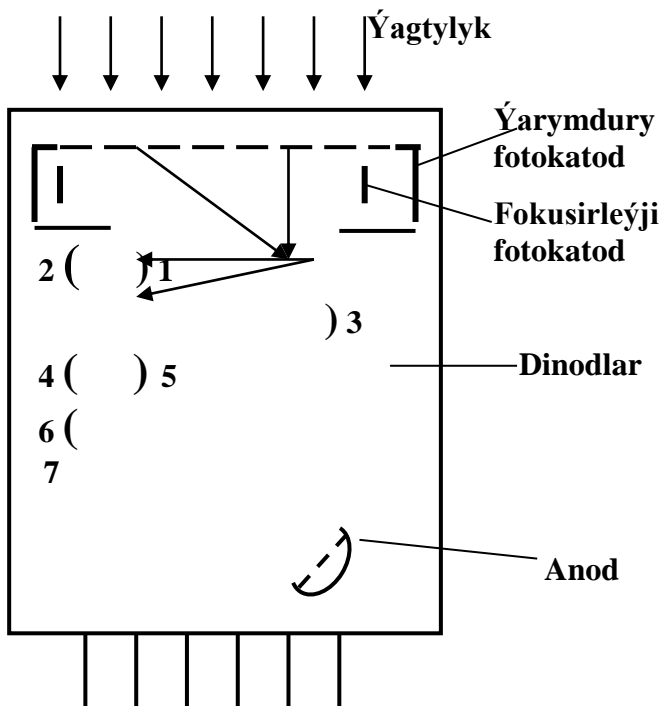 Ýagtylyk
Ýarymdury
fotokatod
Fokusirleýji
fotokatod
2 ( ) 1
) 3
4 ( ) 5
Dinodlar
6 (
7
Anod